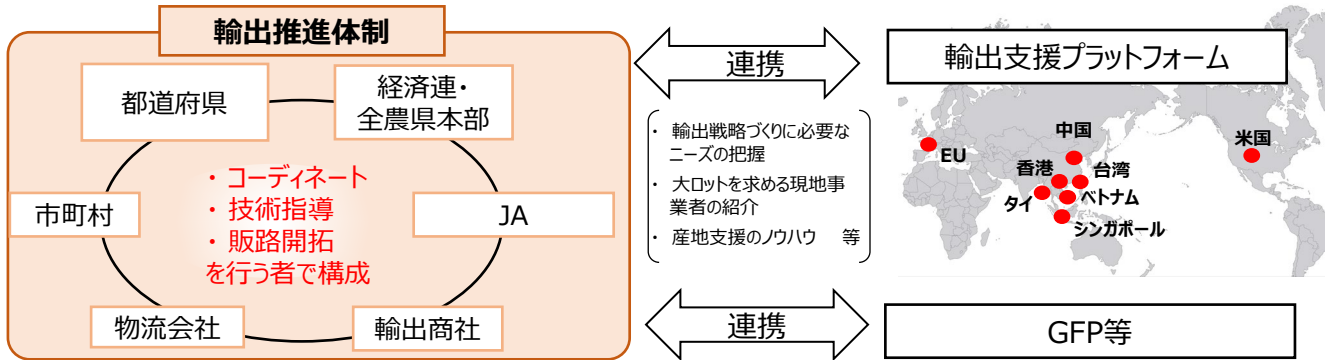 輸出推進体制
都道府県
経済連・
全農県本部
市町村
・コーディネート
・技術指導
・販路開拓
を行う者で構成
JA
物流会社
輸出商社
連携
・ 輸出戦略づくりに必要な
ニーズの把握
・ 大ロットを求める現地事
業者の紹介
・ 産地支援のノウハウ 等
連携
輸出支援プラットフォーム
EU
中国
米国
香港
台湾
タイ
ベトナム
シンガポール
GFP等